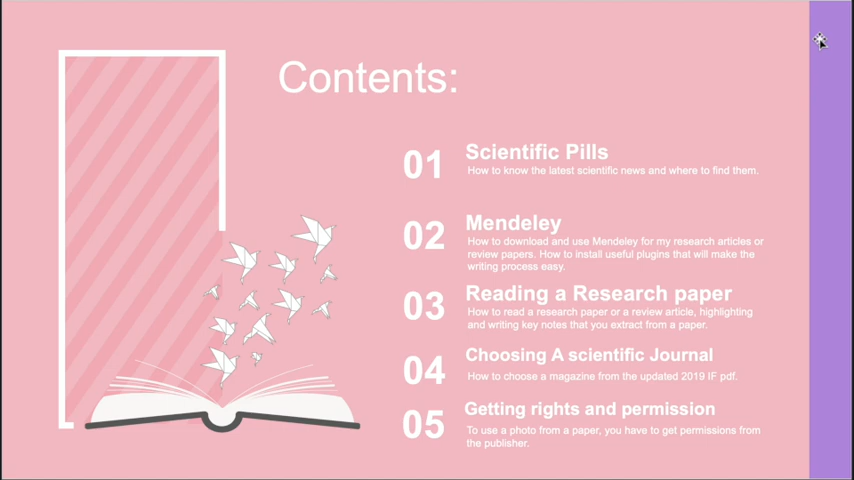 Contents:
01
Scientific Pills
How to know the latest scientific news and where to find them.
02
Mendeley
How to download and use Mendeley for my research articles or
review papers. How to install useful plugins that will make the
writing process easy.
03
Reading a Research paper
How to read a research paper or a review article, highlighting
and writing key notes that you extract from a paper.
04
Choosing A scientific Journal
How to choose a magazine from the updated 2019 IF pdf.
05
Getting rights and permission
To use a photo from a paper, you have to get permissions from
the publisher.